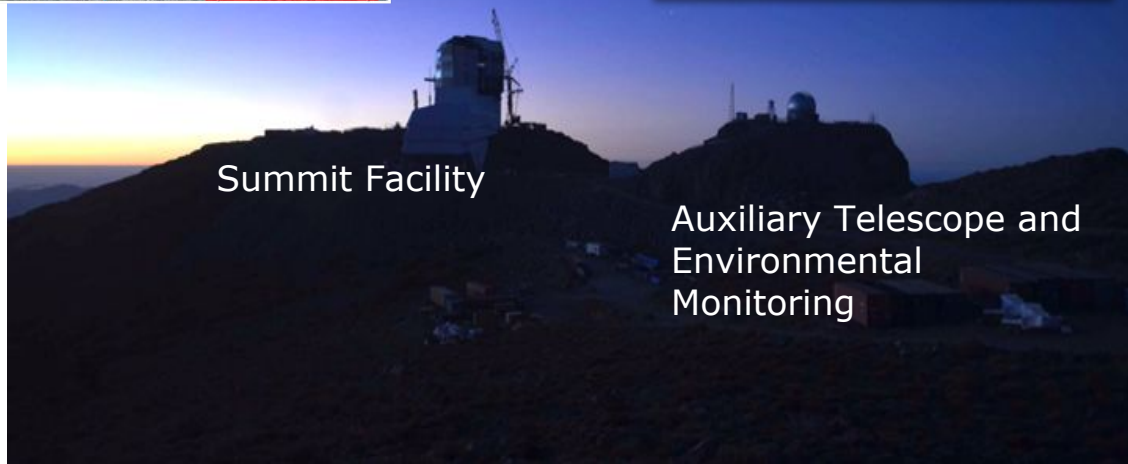 Summit Facility
Auxiliary Telescope and
Environmental
Monitoring